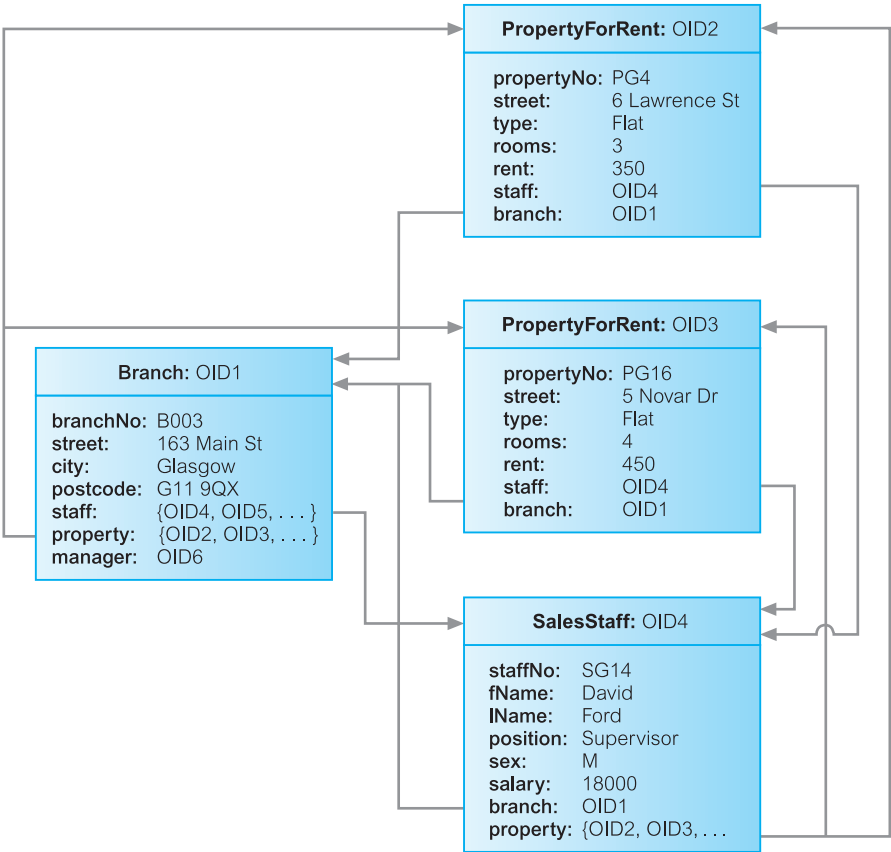 PropertyForRent: OID2
propertyNo: PG4
street: 6 Lawrence St
type: Flat
rooms: 3
rent: 350
staff: OID4
branch: OID1
PropertyForRent: OID3
propertyNo: PG16
street: 5 Novar Dr
type: Flat
rooms: 4
rent: 450
staff: OID4
branch: OID1
Branch: OID1
branchNo: B003
street: 163 Main St
city: Glasgow
postcode: G11 9QX
staff: {OID4, OID5, . . . }
property: {OID2, OID3, . . . }
manager: OID6
SalesStaff: OID4
staffNo: SG14
fName: David
lName: Ford
position: Supervisor
sex: M
salary: 18000
branch: OID1
property: {OID2, OID3, . . .